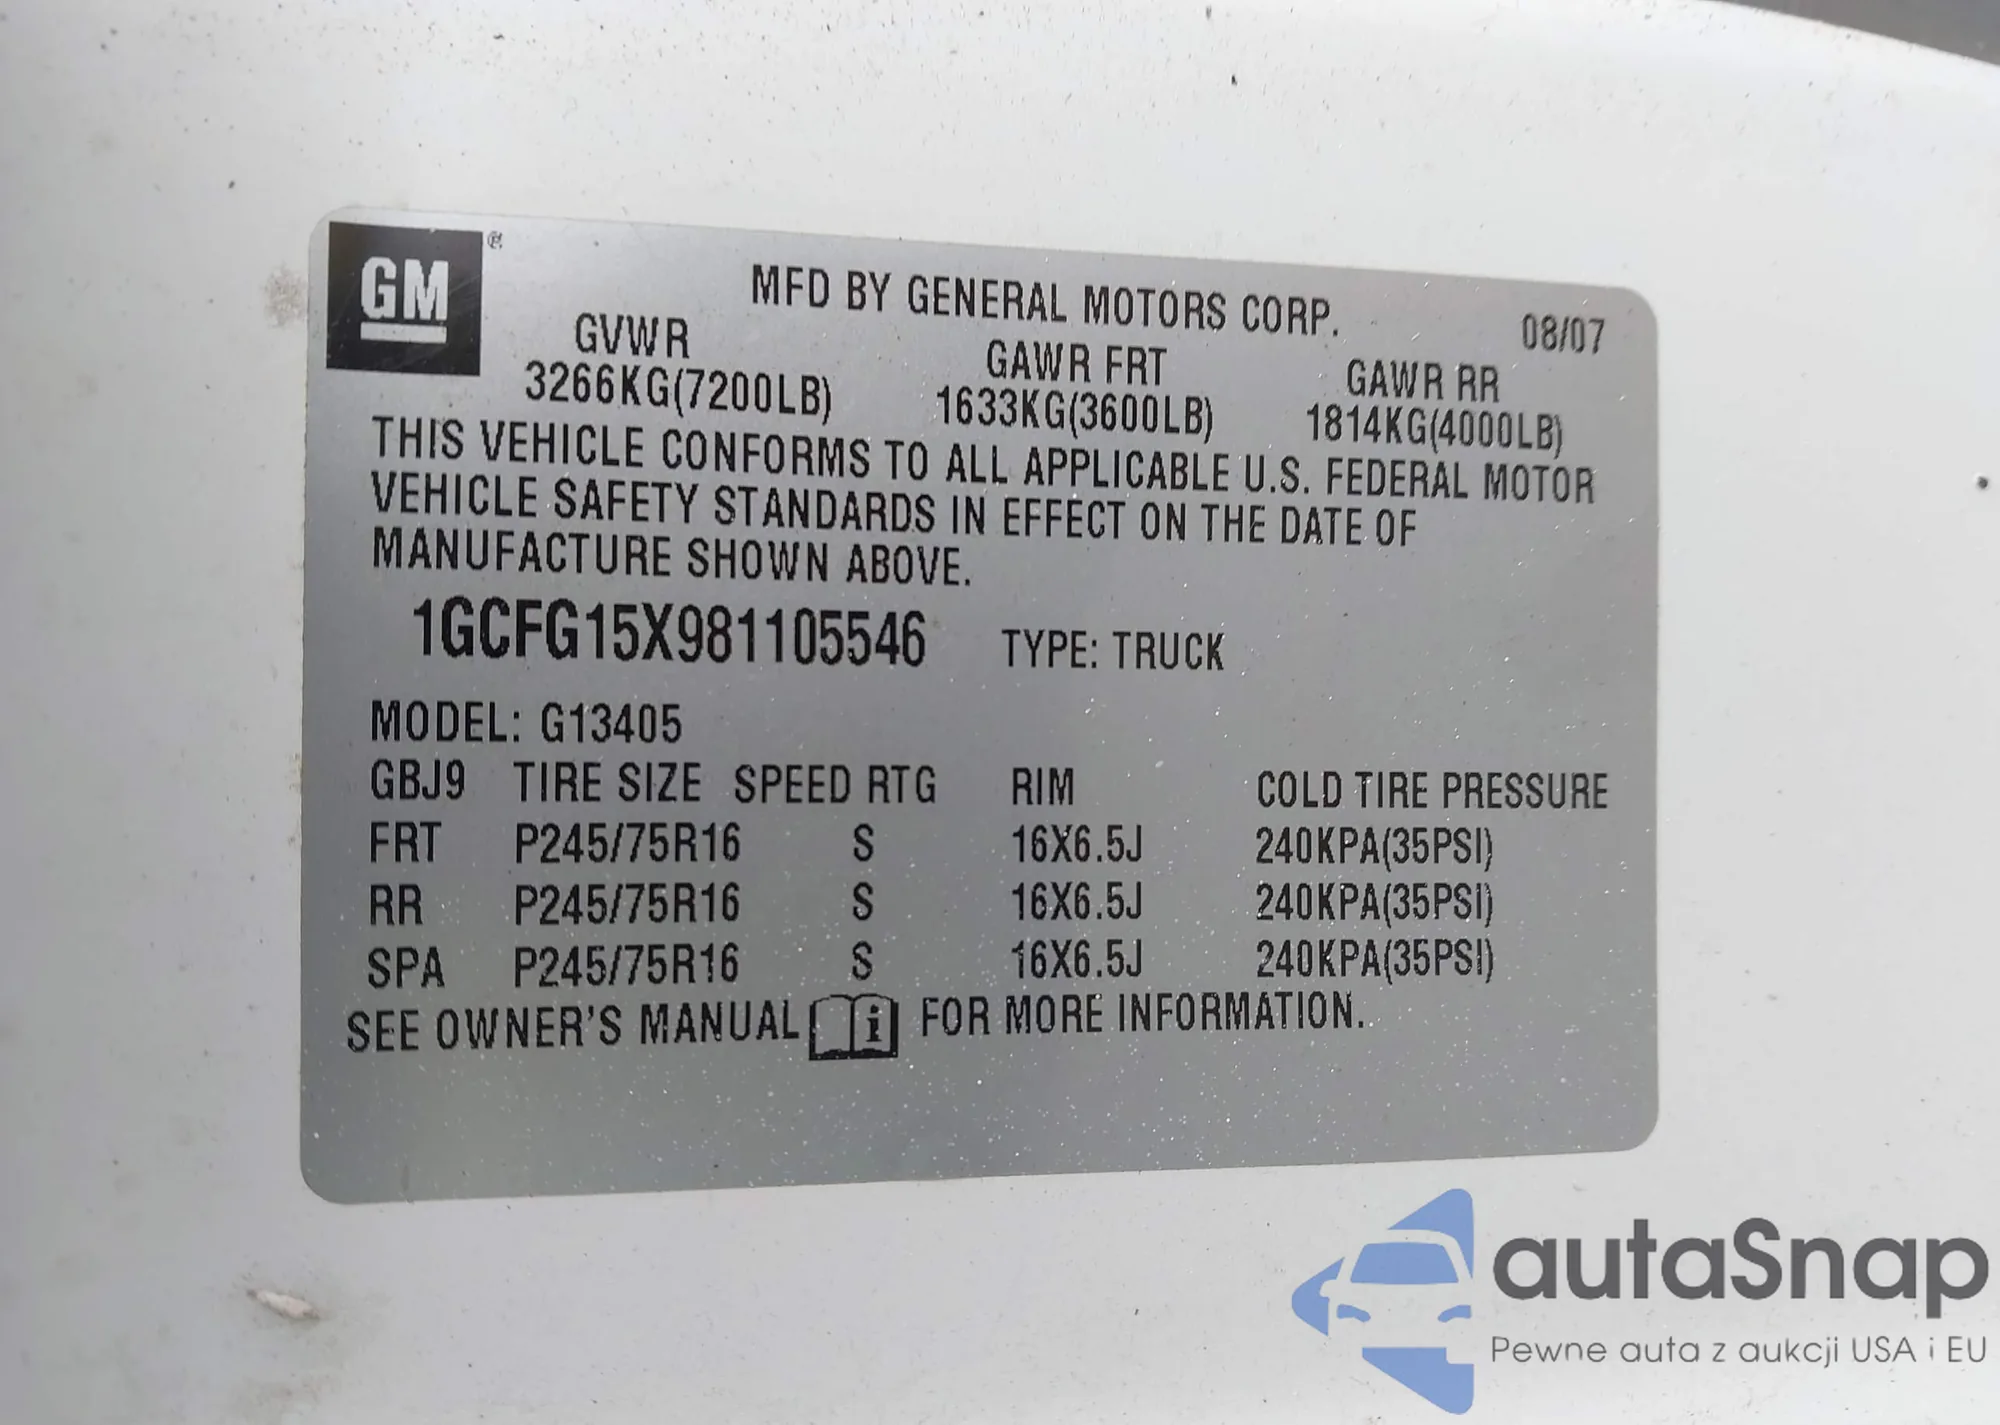 GM ®
MFD BY GENERAL MOTORS CORP. 08/07
GVWR GAWR FRT GAWR RR
3266KG(7200LB) 1633KG(3600LB) 1814KG(4000LB)
THIS VEHICLE CONFORMS TO ALL APPLICABLE U.S. FEDERAL MOTOR
VEHICLE SAFETY STANDARDS IN EFFECT ON THE DATE OF
MANUFACTURE SHOWN ABOVE.
1GCFG15X981105546 TYPE: TRUCK
MODEL: G13405
GBJ9 TIRE SIZE SPEED RTG RIM COLD TIRE PRESSURE
FRT P245/75R16 S 16X6.5J 240KPA(35PSI)
RR P245/75R16 S 16X6.5J 240KPA(35PSI)
SPA P245/75R16 S 16X6.5J 240KPA(35PSI)
SEE OWNER'S MANUAL i FOR MORE INFORMATION.
autaSnap
Pewne auta z aukcji USA i EU